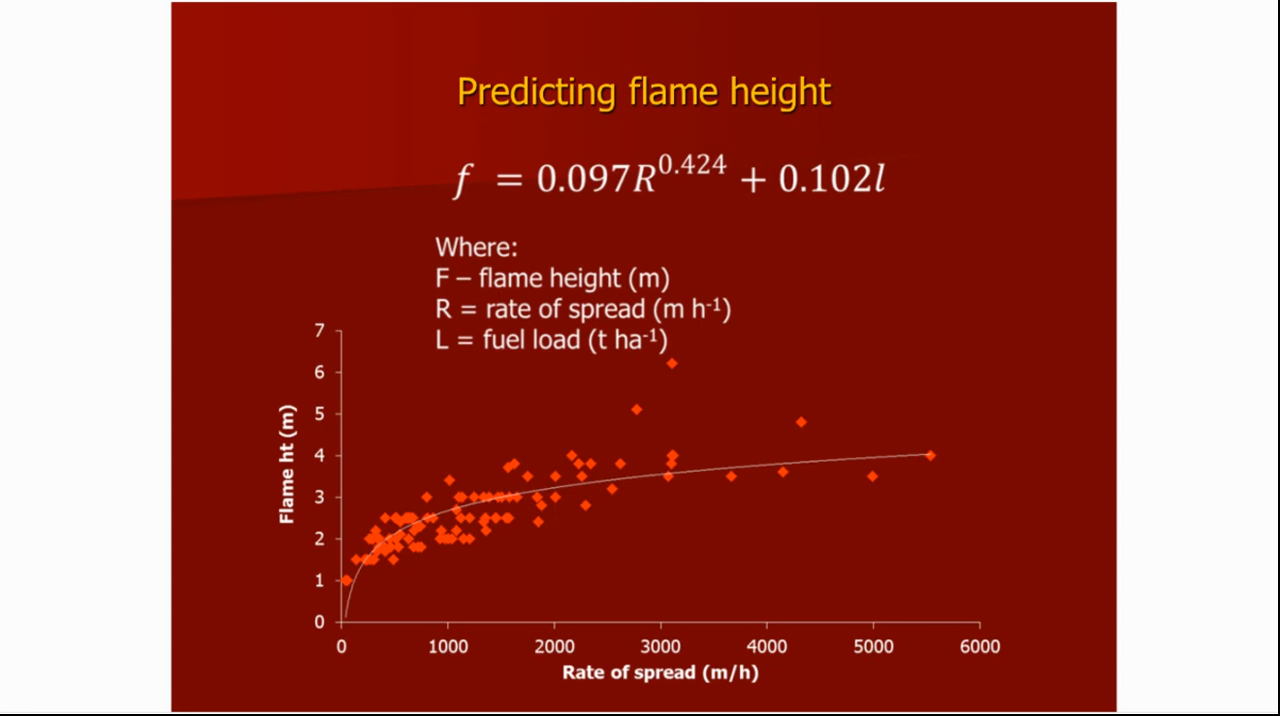 Predicting flame height
f = 0.097R^0.424 + 0.102l
Where:
F – flame height (m)
R = rate of spread (m h⁻¹)
L = fuel load (t ha⁻¹)
7
6
5
4
3
2
1
0
Flame ht (m)
0 1000 2000 3000 4000 5000 6000
Rate of spread (m/h)